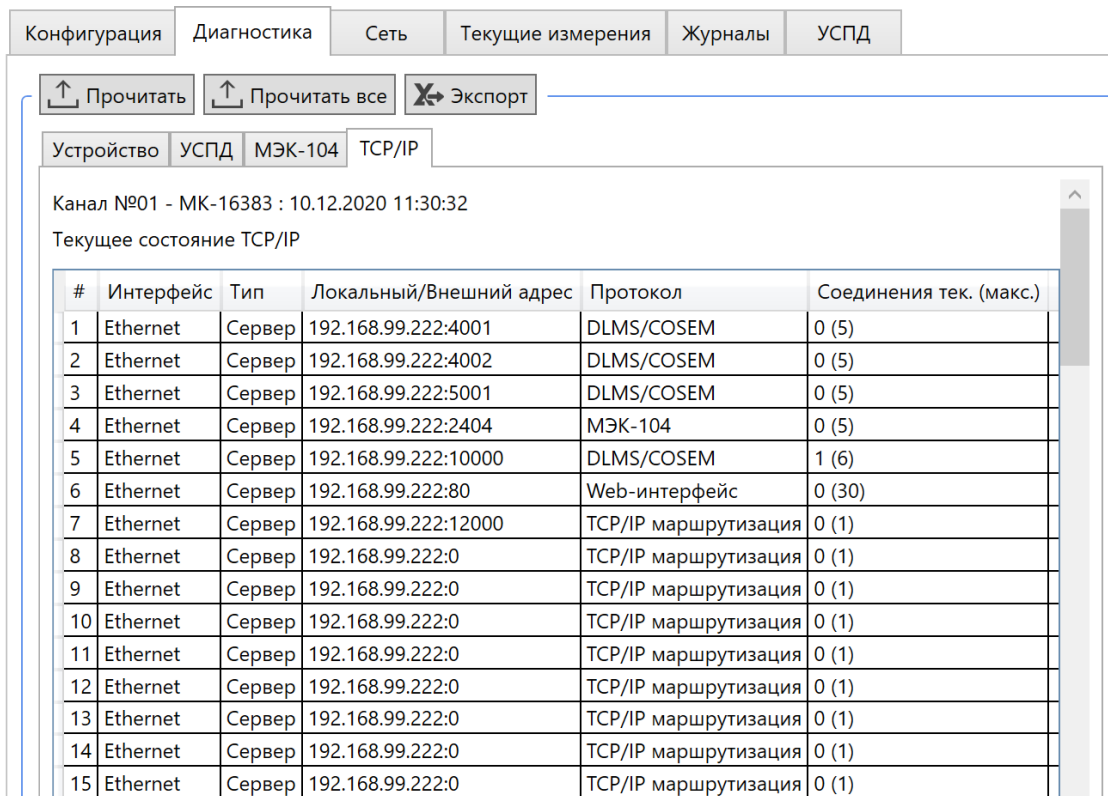 Конфигурация Диагностика Сеть Текущие измерения Журналы УСПД
Прочитать Прочитать все Экспорт
Устройство УСПД МЭК-104 TCP/IP
Канал №01 - МК-16383 : 10.12.2020 11:30:32
Текущее состояние TCP/IP
# Интерфейс Тип Локальный/Внешний адрес Протокол Соединения тек. (макс.)
1 Ethernet Сервер 192.168.99.222:4001 DLMS/COSEM 0 (5)
2 Ethernet Сервер 192.168.99.222:4002 DLMS/COSEM 0 (5)
3 Ethernet Сервер 192.168.99.222:5001 DLMS/COSEM 0 (5)
4 Ethernet Сервер 192.168.99.222:2404 МЭК-104 0 (5)
5 Ethernet Сервер 192.168.99.222:10000 DLMS/COSEM 1 (6)
6 Ethernet Сервер 192.168.99.222:80 Web-интерфейс 0 (30)
7 Ethernet Сервер 192.168.99.222:12000 TCP/IP маршрутизация 0 (1)
8 Ethernet Сервер 192.168.99.222:0 TCP/IP маршрутизация 0 (1)
9 Ethernet Сервер 192.168.99.222:0 TCP/IP маршрутизация 0 (1)
10 Ethernet Сервер 192.168.99.222:0 TCP/IP маршрутизация 0 (1)
11 Ethernet Сервер 192.168.99.222:0 TCP/IP маршрутизация 0 (1)
12 Ethernet Сервер 192.168.99.222:0 TCP/IP маршрутизация 0 (1)
13 Ethernet Сервер 192.168.99.222:0 TCP/IP маршрутизация 0 (1)
14 Ethernet Сервер 192.168.99.222:0 TCP/IP маршрутизация 0 (1)
15 Ethernet Сервер 192.168.99.222:0 TCP/IP маршрутизация 0 (1)